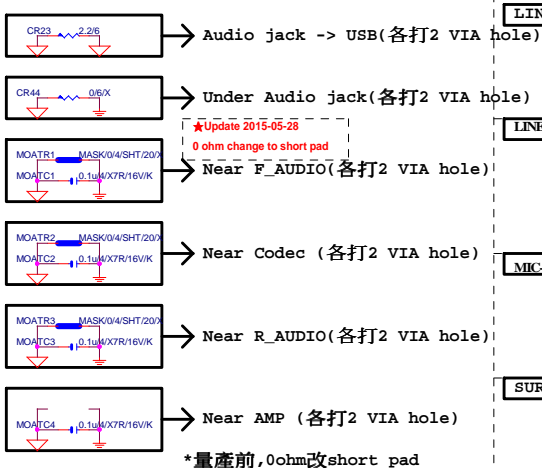 LIN
CR23 2.2/6
Audio jack -> USB(各打2 VIA hole)
CR44 0/6/X
Under Audio jack(各打2 VIA hole)
★Update 2015-05-28
0 ohm change to short pad
LINE
MOATR1 MASK/0/4/SHT/20/X
MOATC1 0.1u/4/X7R/16V/K
Near F_AUDIO(各打2 VIA hole)
MOATR2 MASK/0/4/SHT/20/X
MOATC2 0.1u/4/X7R/16V/K
Near Codec (各打2 VIA hole)
MIC-
MOATR3 MASK/0/4/SHT/20/X
MOATC3 0.1u/4/X7R/16V/K
Near R_AUDIO(各打2 VIA hole)
SUR
MOATC4 0.1u/4/X7R/16V/K
Near AMP (各打2 VIA hole)
*量產前,0ohm改short pad